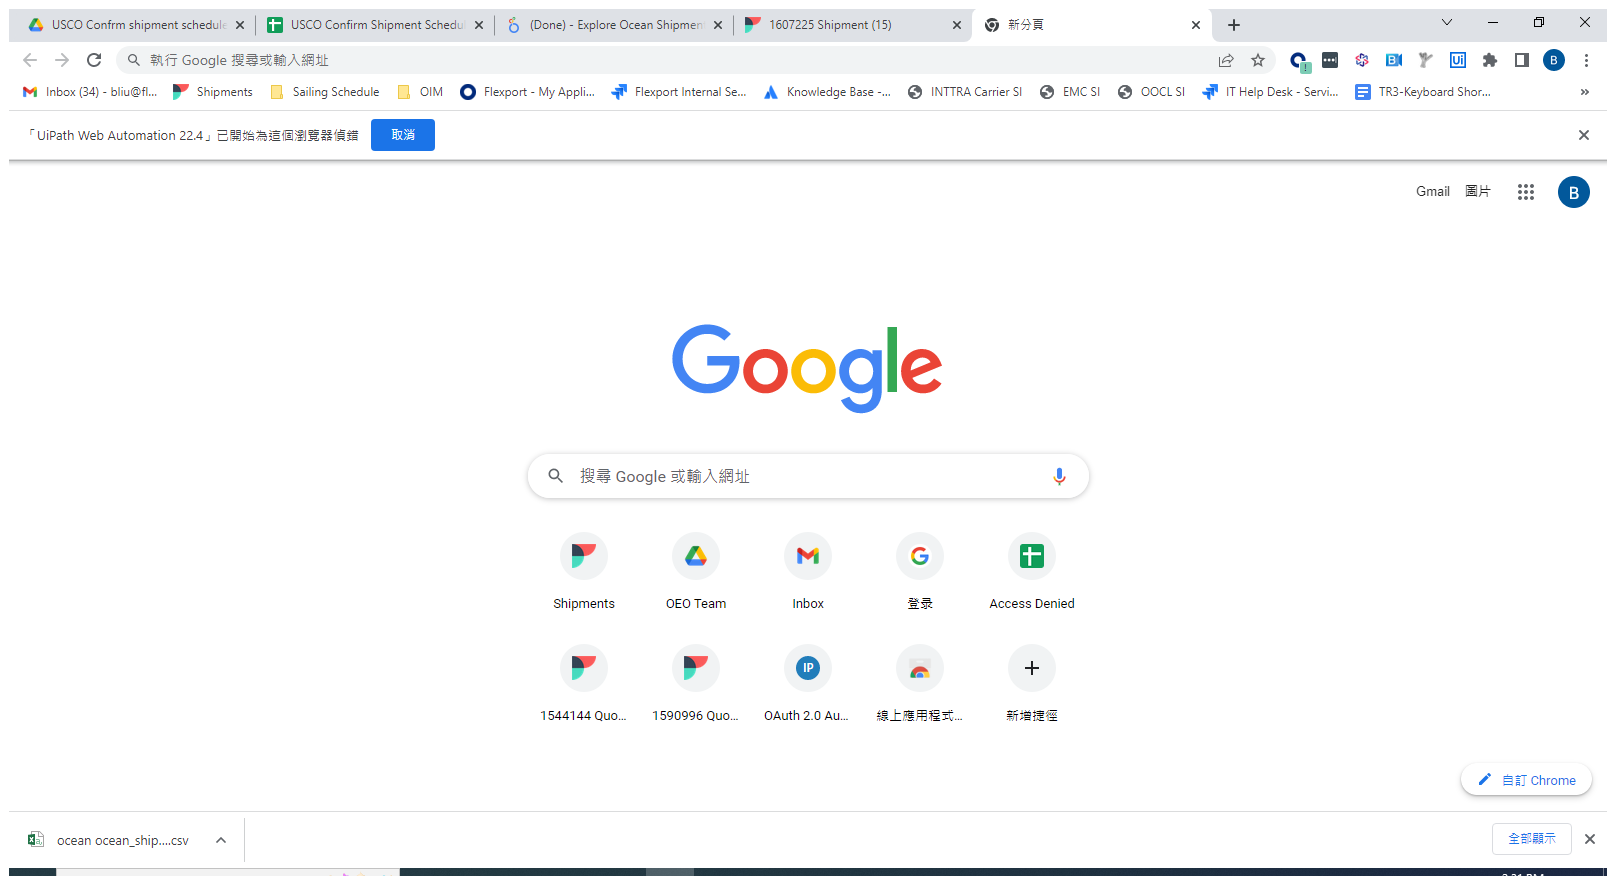 USCO Confrm shipment schedule
USCO Confirm Shipment Schedul
(Done) - Explore Ocean Shipment
1607225 Shipment (15)
新分頁
執行 Google 搜尋或輸入網址
B
Inbox (34) - bliu@fl...
Shipments
Sailing Schedule
OIM
Flexport - My Appli...
Flexport Internal Se...
Knowledge Base -...
INTTRA Carrier SI
EMC SI
OOCL SI
IT Help Desk - Servi...
TR3-Keyboard Shor...
「UiPath Web Automation 22.4」已開始為這個瀏覽器偵錯
取消
Gmail
圖片
B
Google
搜尋 Google 或輸入網址
Shipments
OEO Team
Inbox
登录
Access Denied
IP
1544144 Quo...
1590996 Quo...
OAuth 2.0 Au...
線上應用程式...
新增捷徑
自訂 Chrome
ocean ocean_ship....csv
全部顯示